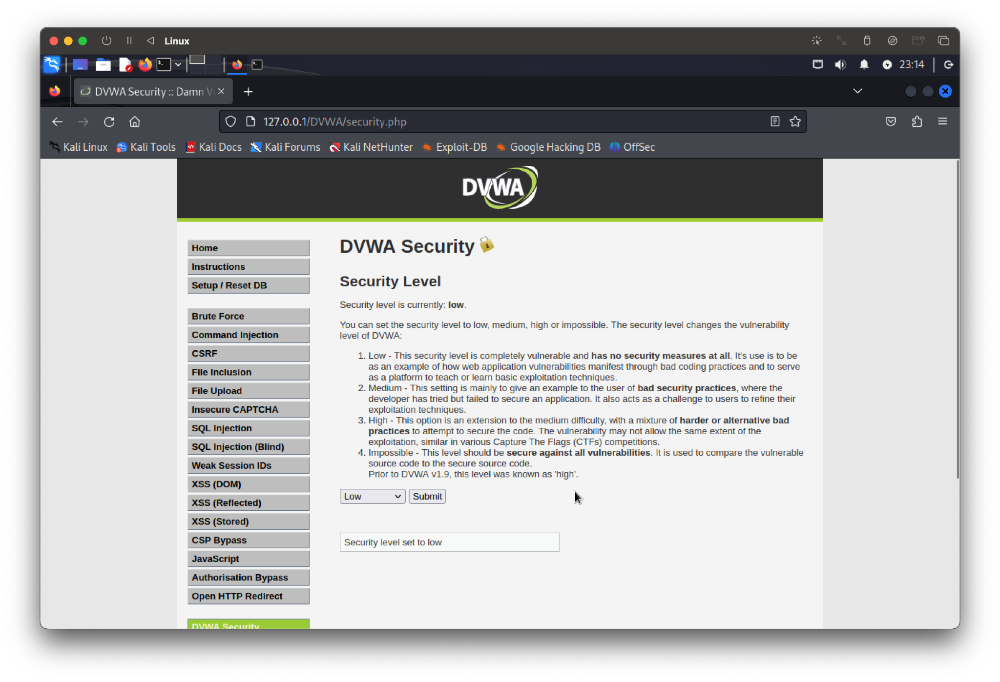 Linux
23:14
DVWA Security :: Damn V
127.0.0.1/DVWA/security.php
Kali Linux Kali Tools Kali Docs Kali Forums Kali NetHunter Exploit-DB Google Hacking DB OffSec
DVWA
Home
Instructions
Setup / Reset DB
Brute Force
Command Injection
CSRF
File Inclusion
File Upload
Insecure CAPTCHA
SQL Injection
SQL Injection (Blind)
Weak Session IDs
XSS (DOM)
XSS (Reflected)
XSS (Stored)
CSP Bypass
JavaScript
Authorisation Bypass
Open HTTP Redirect
DVWA Security
DVWA Security
Security Level
Security level is currently: low.
You can set the security level to low, medium, high or impossible. The security level changes the vulnerability
level of DVWA:
1. Low - This security level is completely vulnerable and has no security measures at all. It's use is to be
as an example of how web application vulnerabilities manifest through bad coding practices and to serve
as a platform to teach or learn basic exploitation techniques.
2. Medium - This setting is mainly to give an example to the user of bad security practices, where the
developer has tried but failed to secure an application. It also acts as a challenge to users to refine their
exploitation techniques.
3. High - This option is an extension to the medium difficulty, with a mixture of harder or alternative bad
practices to attempt to secure the code. The vulnerability may not allow the same extent of the
exploitation, similar in various Capture The Flags (CTFs) competitions.
4. Impossible - This level should be secure against all vulnerabilities. It is used to compare the vulnerable
source code to the secure source code.
Prior to DVWA v1.9, this level was known as 'high'.
Low Submit
Security level set to low